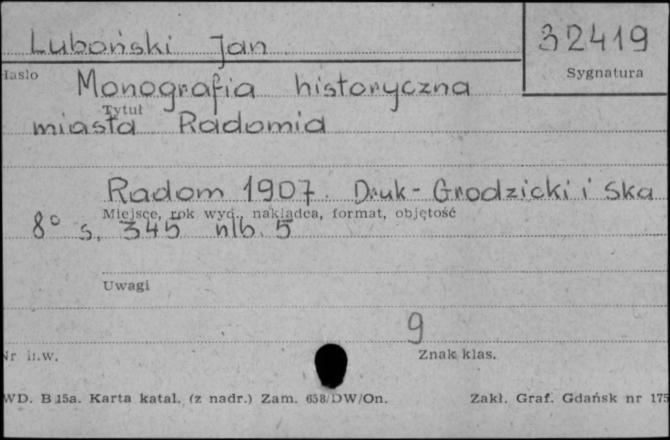 Luboński Jan
32419
Hasło
Sygnatura
Monografia historyczna
Tytuł
miasta Radomia
Radom 1907. Druk- Grodzicki i Ska
Miejsce, rok wyd., nakładca, format, objętość
8° s. 345 nlb. 5
Uwagi
9
Nr inw.
Znak klas.
WD. B 15a. Karta katal. (z nadr.) Zam. 658/DW/On.
Zakł. Graf. Gdańsk nr 175